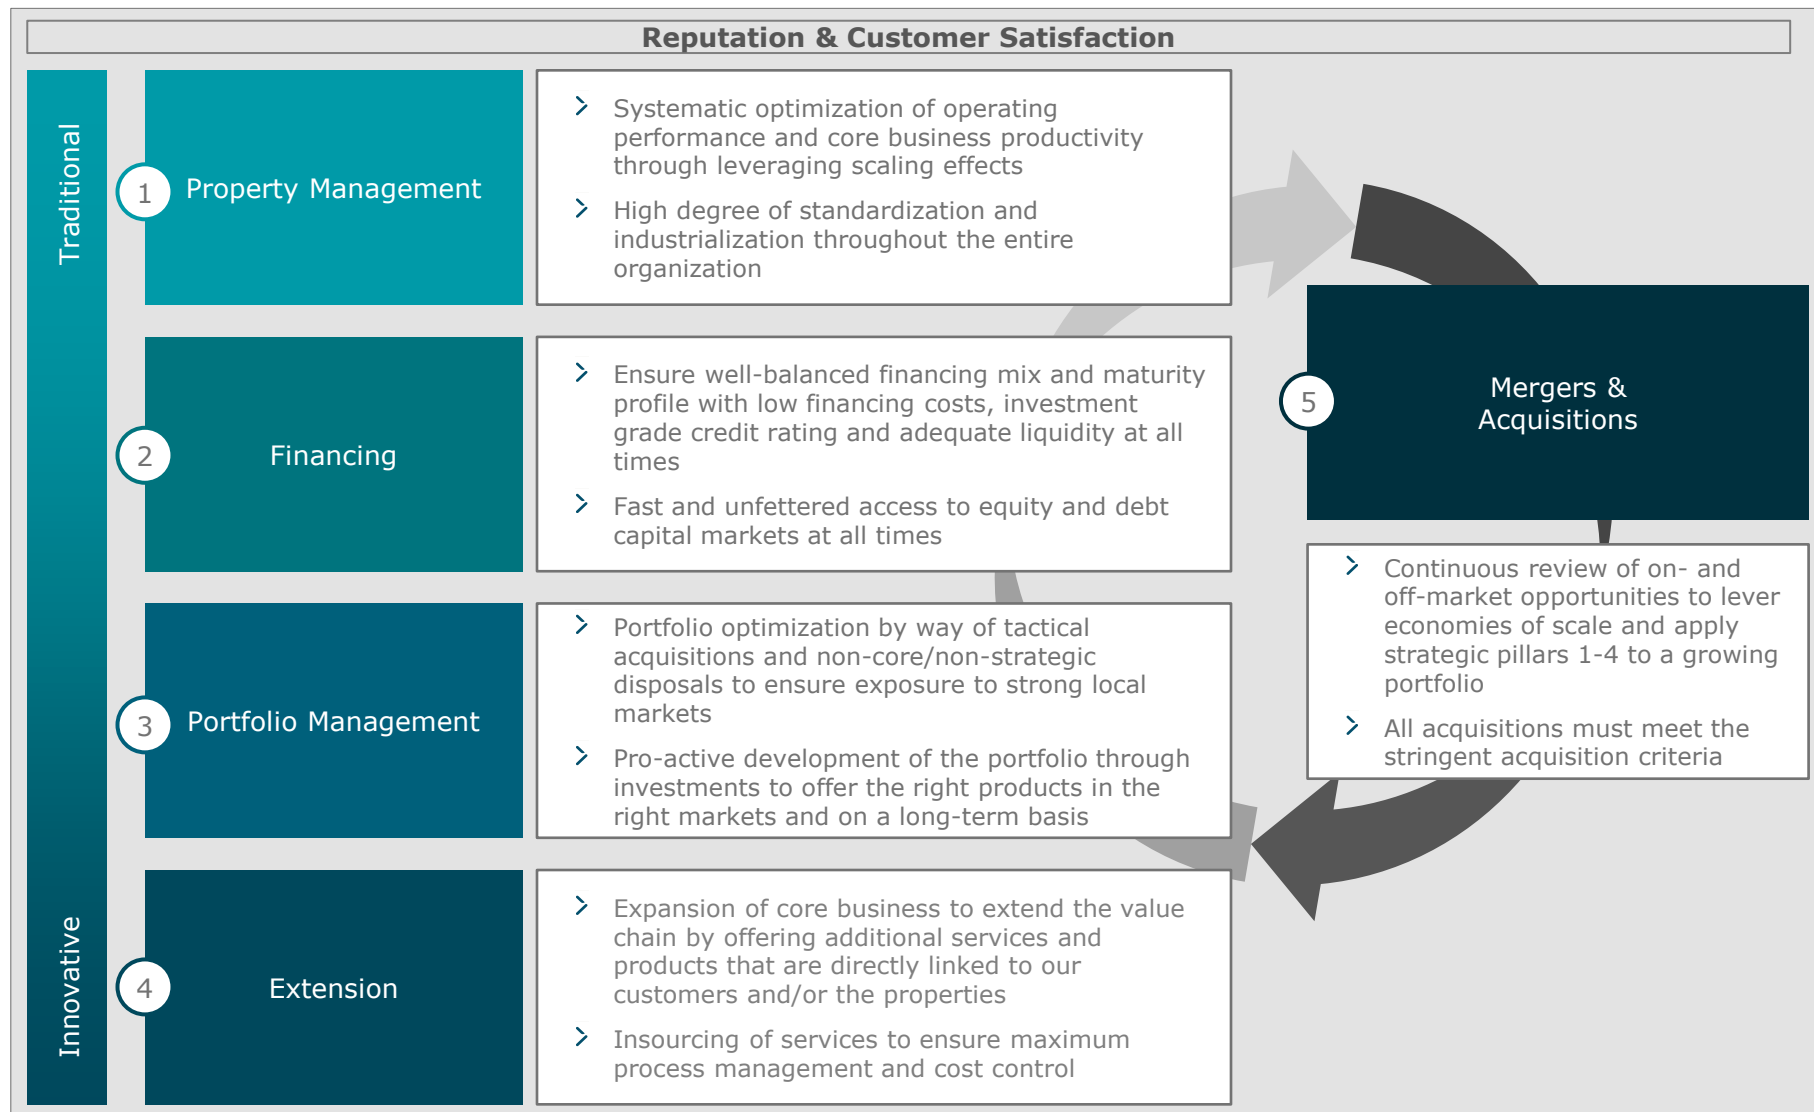 Reputation & Customer Satisfaction
Traditional
Innovative
1
Property Management
Systematic optimization of operating
performance and core business productivity
through leveraging scaling effects
High degree of standardization and
industrialization throughout the entire
organization
2
Financing
Ensure well-balanced financing mix and maturity
profile with low financing costs, investment
grade credit rating and adequate liquidity at all
times
Fast and unfettered access to equity and debt
capital markets at all times
3
Portfolio Management
Portfolio optimization by way of tactical
acquisitions and non-core/non-strategic
disposals to ensure exposure to strong local
markets
Pro-active development of the portfolio through
investments to offer the right products in the
right markets and on a long-term basis
4
Extension
Expansion of core business to extend the value
chain by offering additional services and
products that are directly linked to our
customers and/or the properties
Insourcing of services to ensure maximum
process management and cost control
5
Mergers &
Acquisitions
Continuous review of on- and
off-market opportunities to lever
economies of scale and apply
strategic pillars 1-4 to a growing
portfolio
All acquisitions must meet the
stringent acquisition criteria